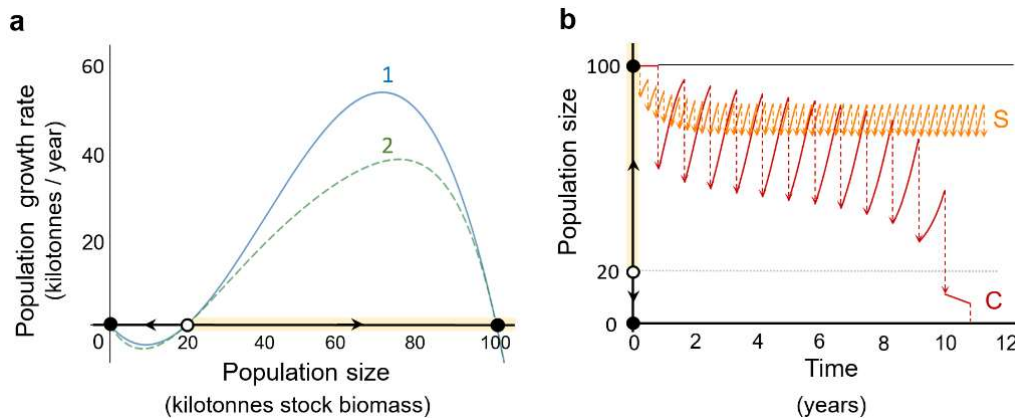 a
60
40
20
0
20
40
60
80
100
1
2
Population growth rate
(kilotonnes / year)
Population size
(kilotonnes stock biomass)
b
100
20
0
0
2
4
6
8
10
12
S
C
Population size
Time
(years)